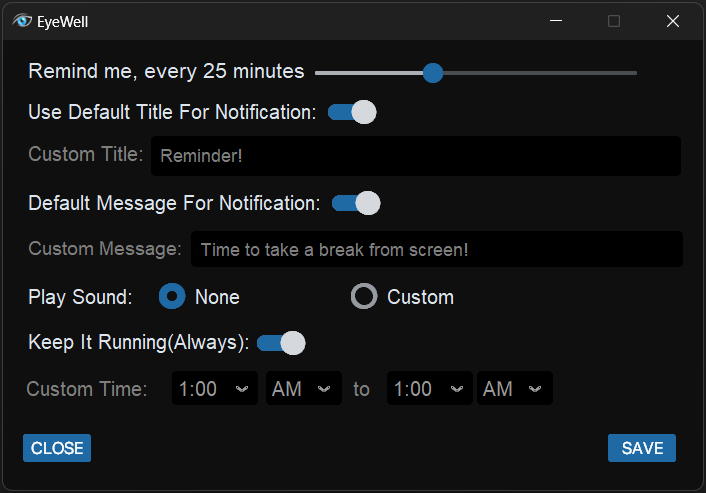 EyeWell
Remind me, every 25 minutes
Use Default Title For Notification:
Custom Title: Reminder!
Default Message For Notification:
Custom Message: Time to take a break from screen!
Play Sound: None Custom
Keep It Running(Always):
Custom Time: 1:00 AM to 1:00 AM
CLOSE SAVE